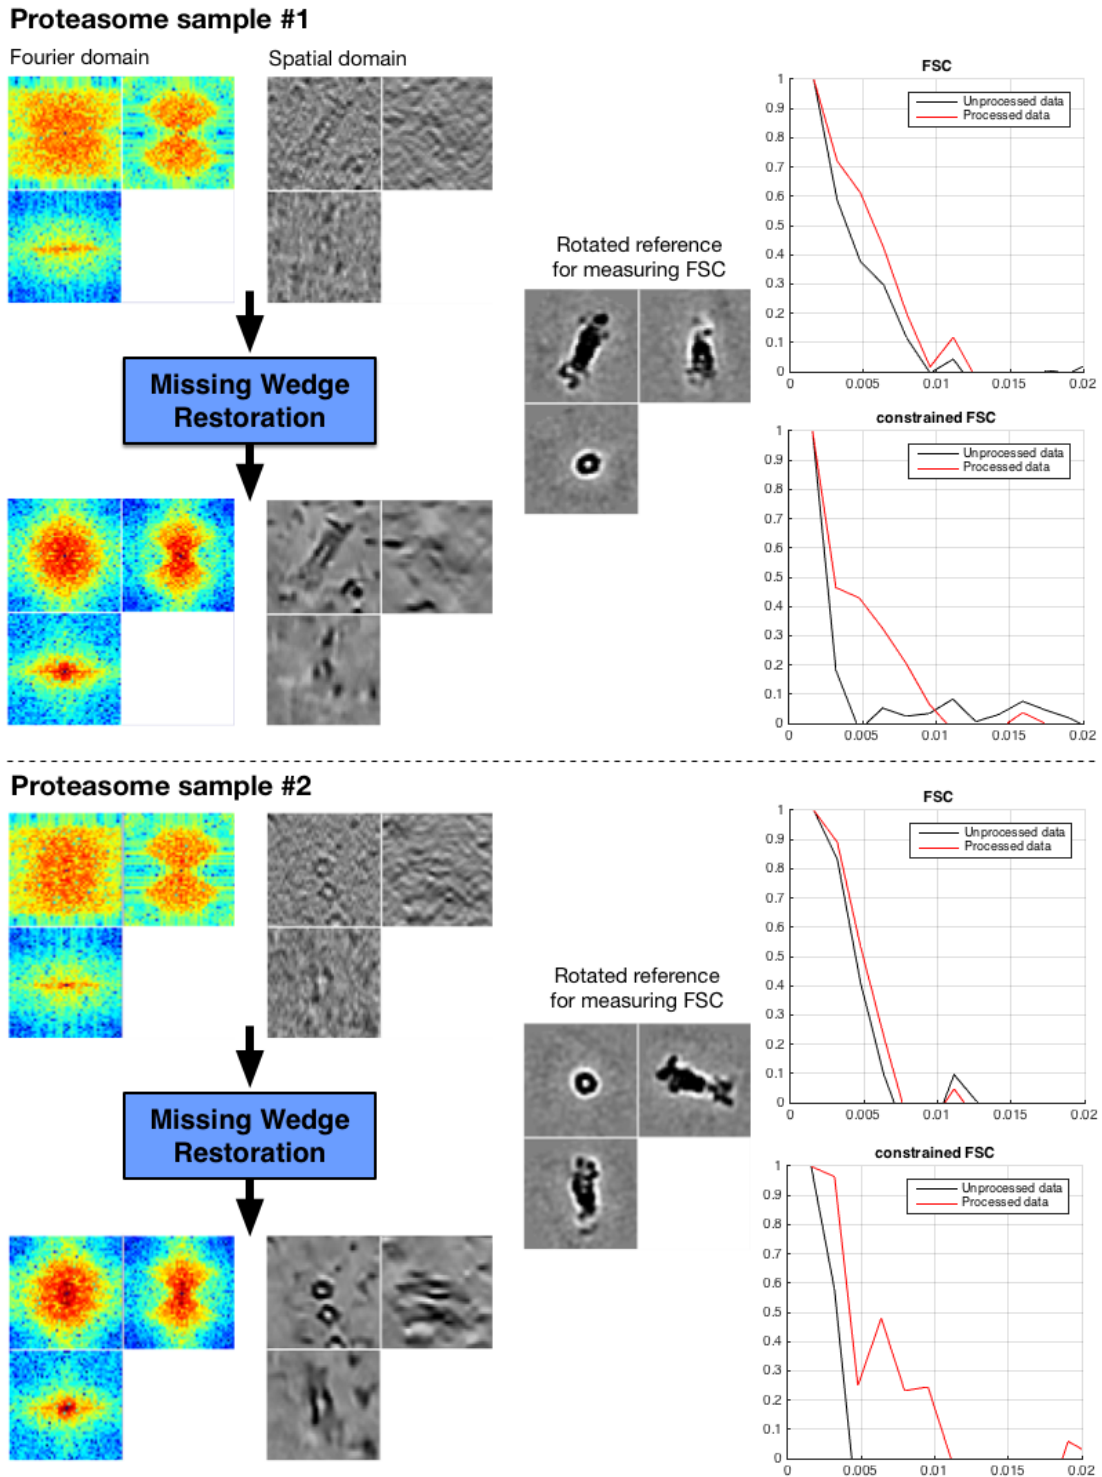 Proteasome sample #1
Fourier domain
Spatial domain
Missing Wedge
Restoration
Rotated reference
for measuring FSC
FSC
Unprocessed data
Processed data
1
0.9
0.8
0.7
0.6
0.5
0.4
0.3
0.2
0.1
0
0 0.005 0.01 0.015 0.02
constrained FSC
Unprocessed data
Processed data
1
0.9
0.8
0.7
0.6
0.5
0.4
0.3
0.2
0.1
0
0 0.005 0.01 0.015 0.02
Proteasome sample #2
Missing Wedge
Restoration
Rotated reference
for measuring FSC
FSC
Unprocessed data
Processed data
1
0.9
0.8
0.7
0.6
0.5
0.4
0.3
0.2
0.1
0
0 0.005 0.01 0.015 0.02
constrained FSC
Unprocessed data
Processed data
1
0.9
0.8
0.7
0.6
0.5
0.4
0.3
0.2
0.1
0
0 0.005 0.01 0.015 0.02